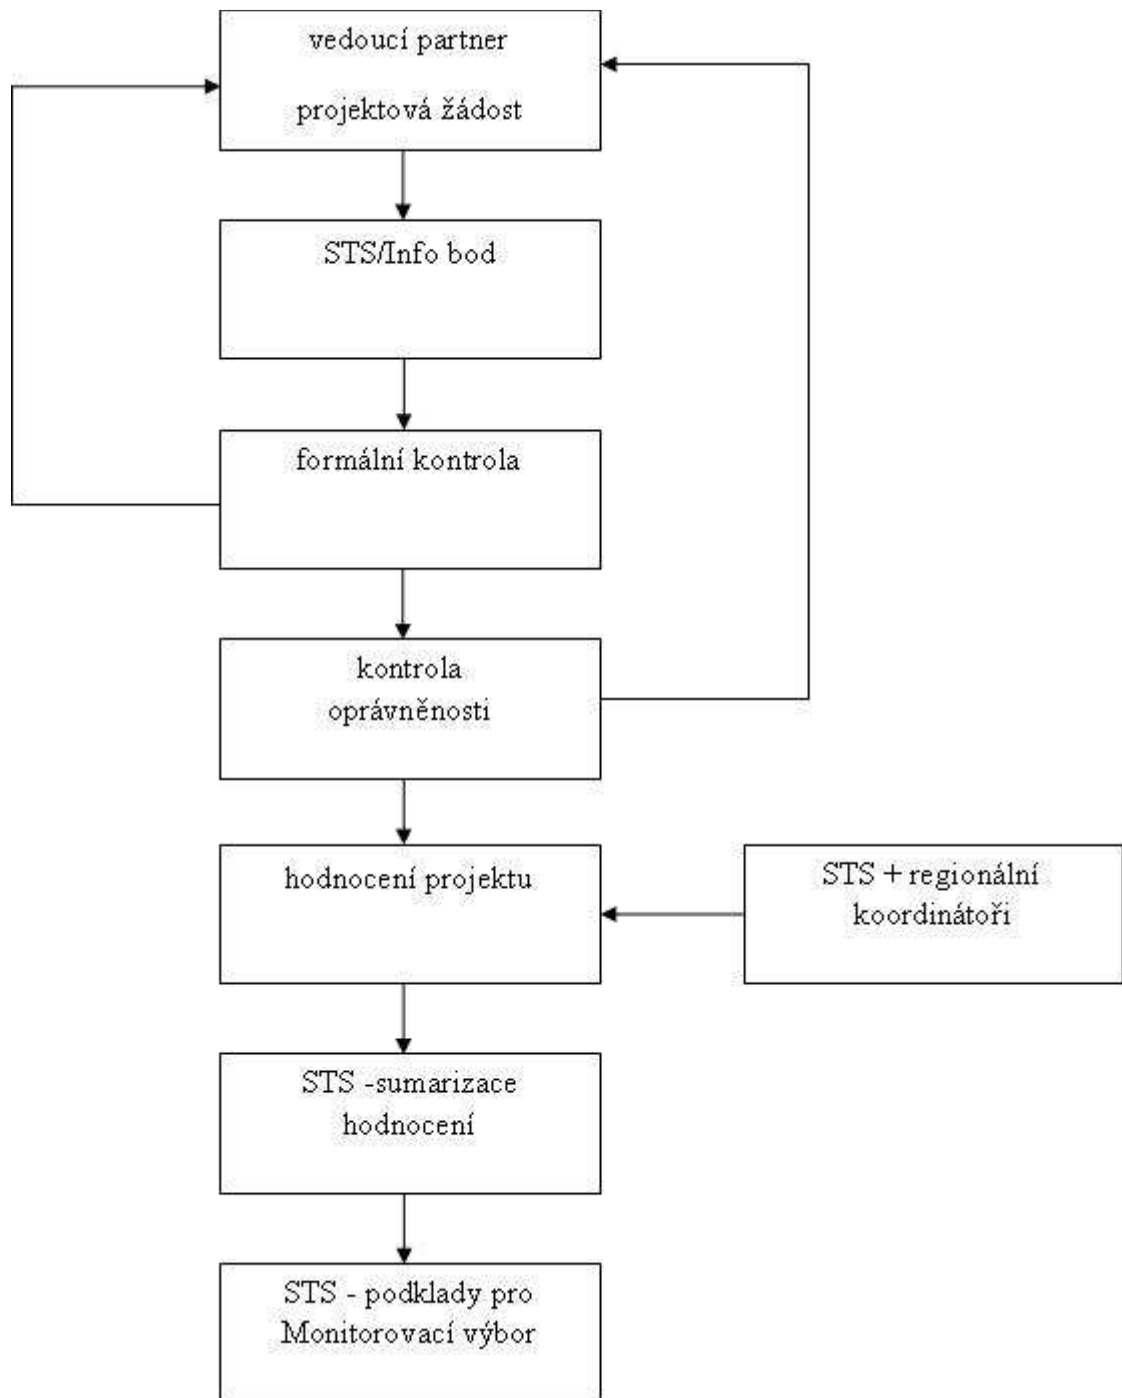 vedoucí partner
projektová žádost
STS/Info bod
formální kontrola
kontrola
oprávněnosti
hodnocení projektu
STS + regionální
koordinátoři
STS -sumarizace
hodnocení
STS - podklady pro
Monitorovací výbor